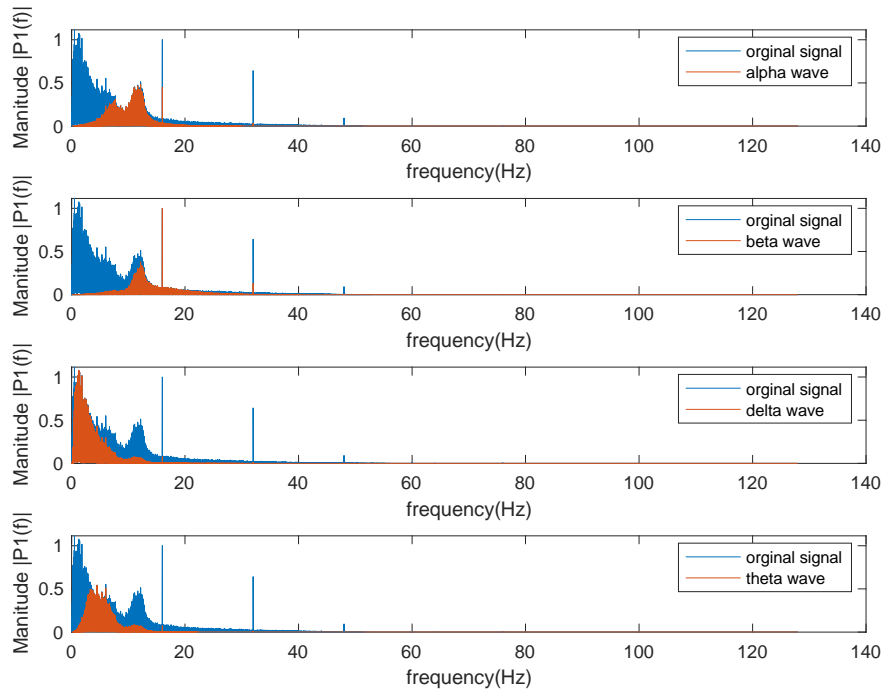 Manitude |P1(f)|
1
0.5
0
orginal signal
alpha wave
0 20 40 60 80 100 120 140
frequency(Hz)
Manitude |P1(f)|
1
0.5
0
orginal signal
beta wave
0 20 40 60 80 100 120 140
frequency(Hz)
Manitude |P1(f)|
1
0.5
0
orginal signal
delta wave
0 20 40 60 80 100 120 140
frequency(Hz)
Manitude |P1(f)|
1
0.5
0
orginal signal
theta wave
0 20 40 60 80 100 120 140
frequency(Hz)